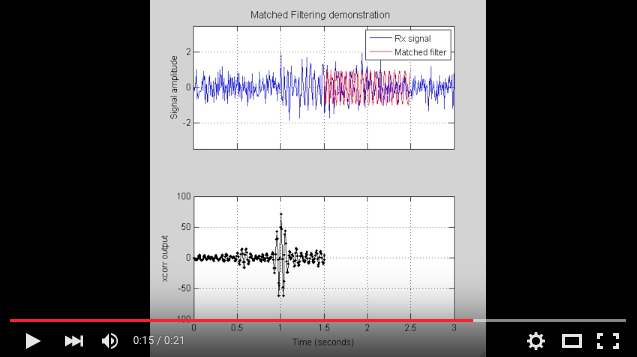 Matched Filtering demonstration
Rx signal
Matched filter
Signal amplitude
2
0
-2
100
50
0
-50
-100
xcorr output
0 0.5 1 1.5 2 2.5 3
Time (seconds)
0:15 / 0:21